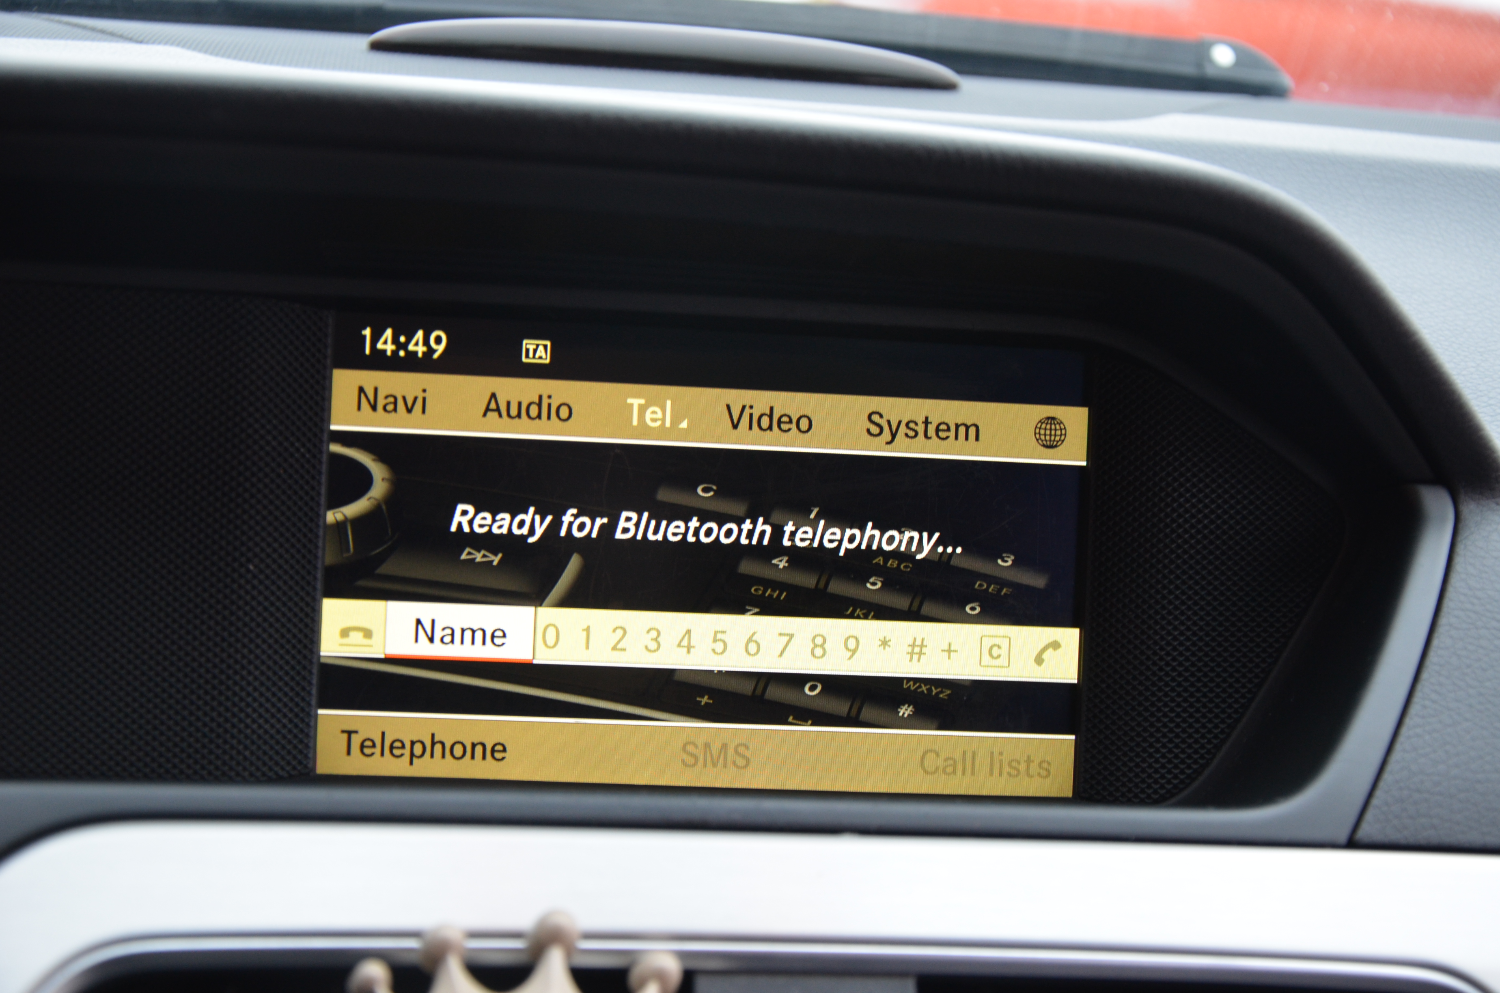 14:49 TA
Navi Audio Tel Video System
C
1
Ready for Bluetooth telephony...
3
4 ABC
5 DEF
GHI 6
JKL
7
Name 0 1 2 3 4 5 6 7 8 9 * # + C
0 WXYZ
+ #
Telephone SMS Call lists